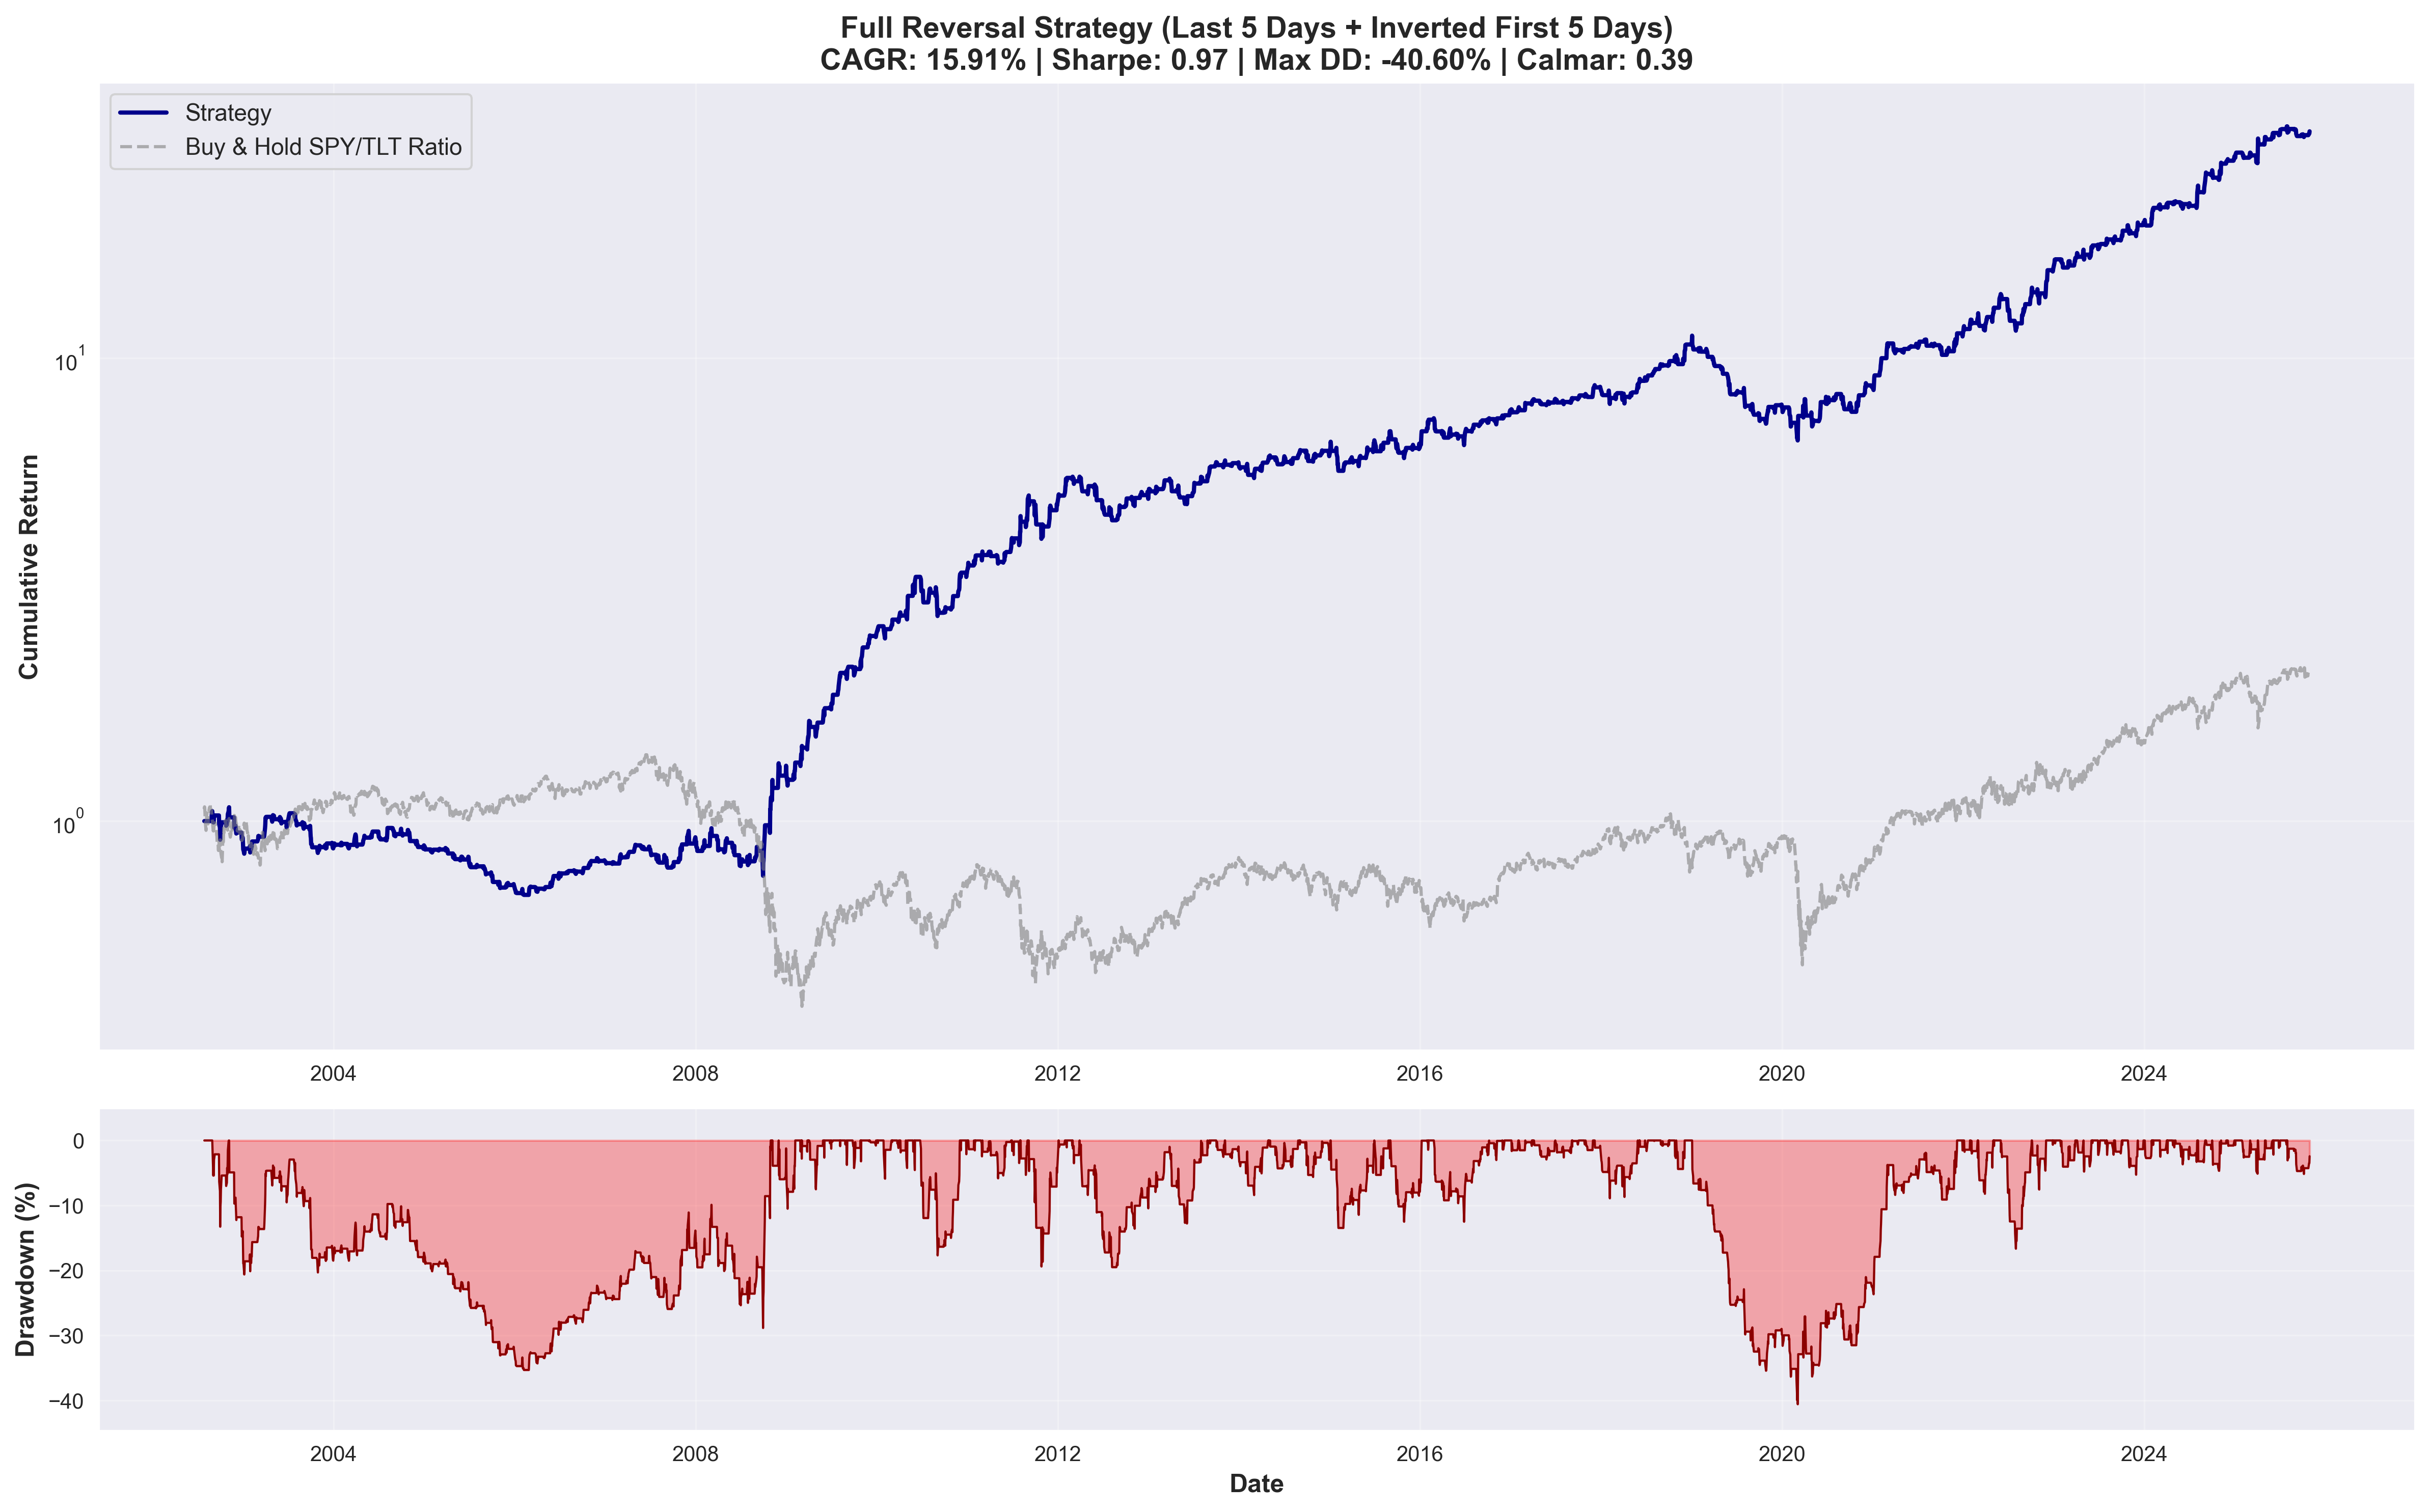 Full Reversal Strategy (Last 5 Days + Inverted First 5 Days)
CAGR: 15.91% | Sharpe: 0.97 | Max DD: -40.60% | Calmar: 0.39
Strategy
Buy & Hold SPY/TLT Ratio
Cumulative Return
10^1
10^0
2004
2008
2012
2016
2020
2024
Drawdown (%)
0
−10
−20
−30
−40
2004
2008
2012
2016
2020
2024
Date